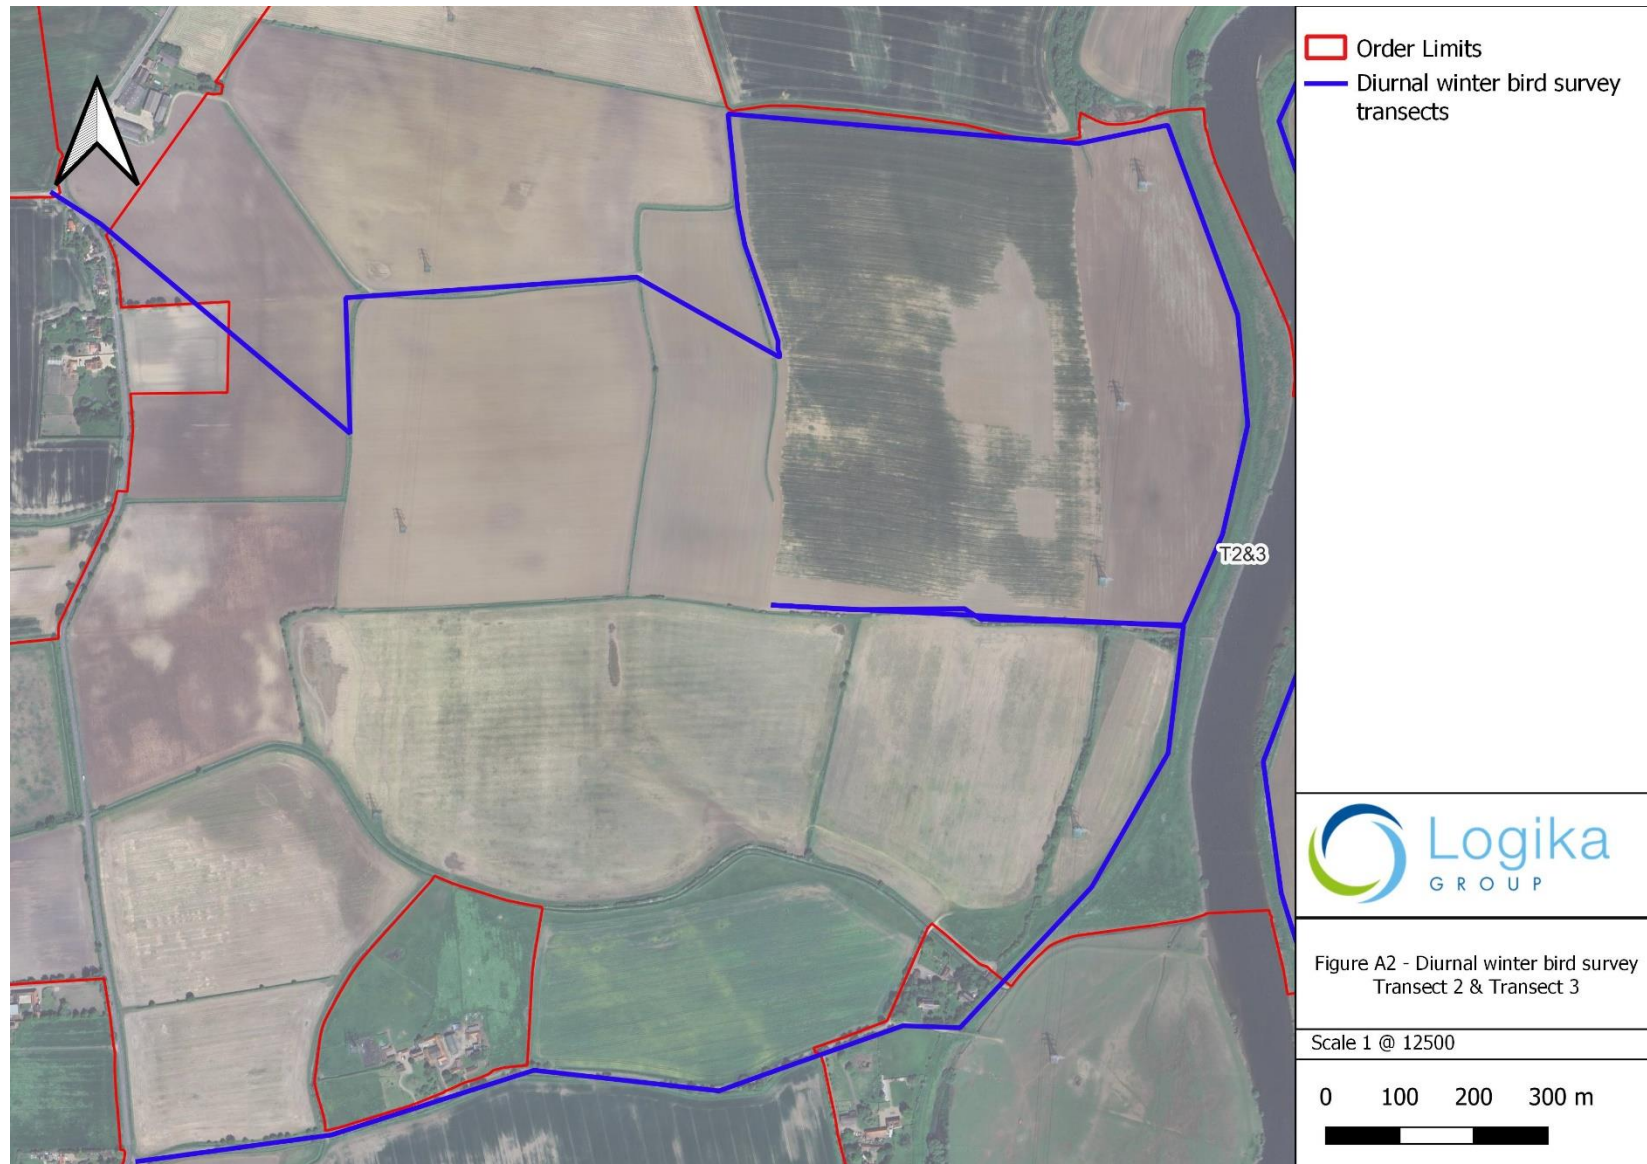 Order Limits
Diurnal winter bird survey
transects
T2&3
Logika
GROUP
Figure A2 - Diurnal winter bird survey
Transect 2 & Transect 3
Scale 1 @ 12500
0 100 200 300 m